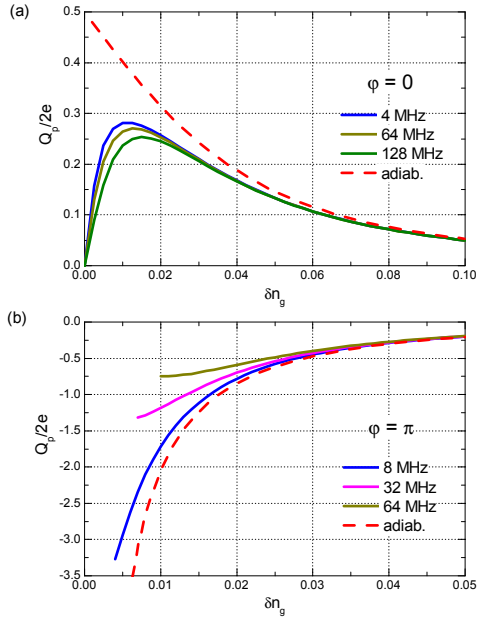 (a)
0.5
0.4
0.3
0.2
0.1
0.0
Q_p/2e
φ = 0
4 MHz
64 MHz
128 MHz
adiab.
0.00 0.02 0.04 0.06 0.08 0.10
δn_g
(b)
0.0
-0.5
-1.0
-1.5
-2.0
-2.5
-3.0
-3.5
Q_p/2e
φ = π
8 MHz
32 MHz
64 MHz
adiab.
0.00 0.01 0.02 0.03 0.04 0.05
δn_g